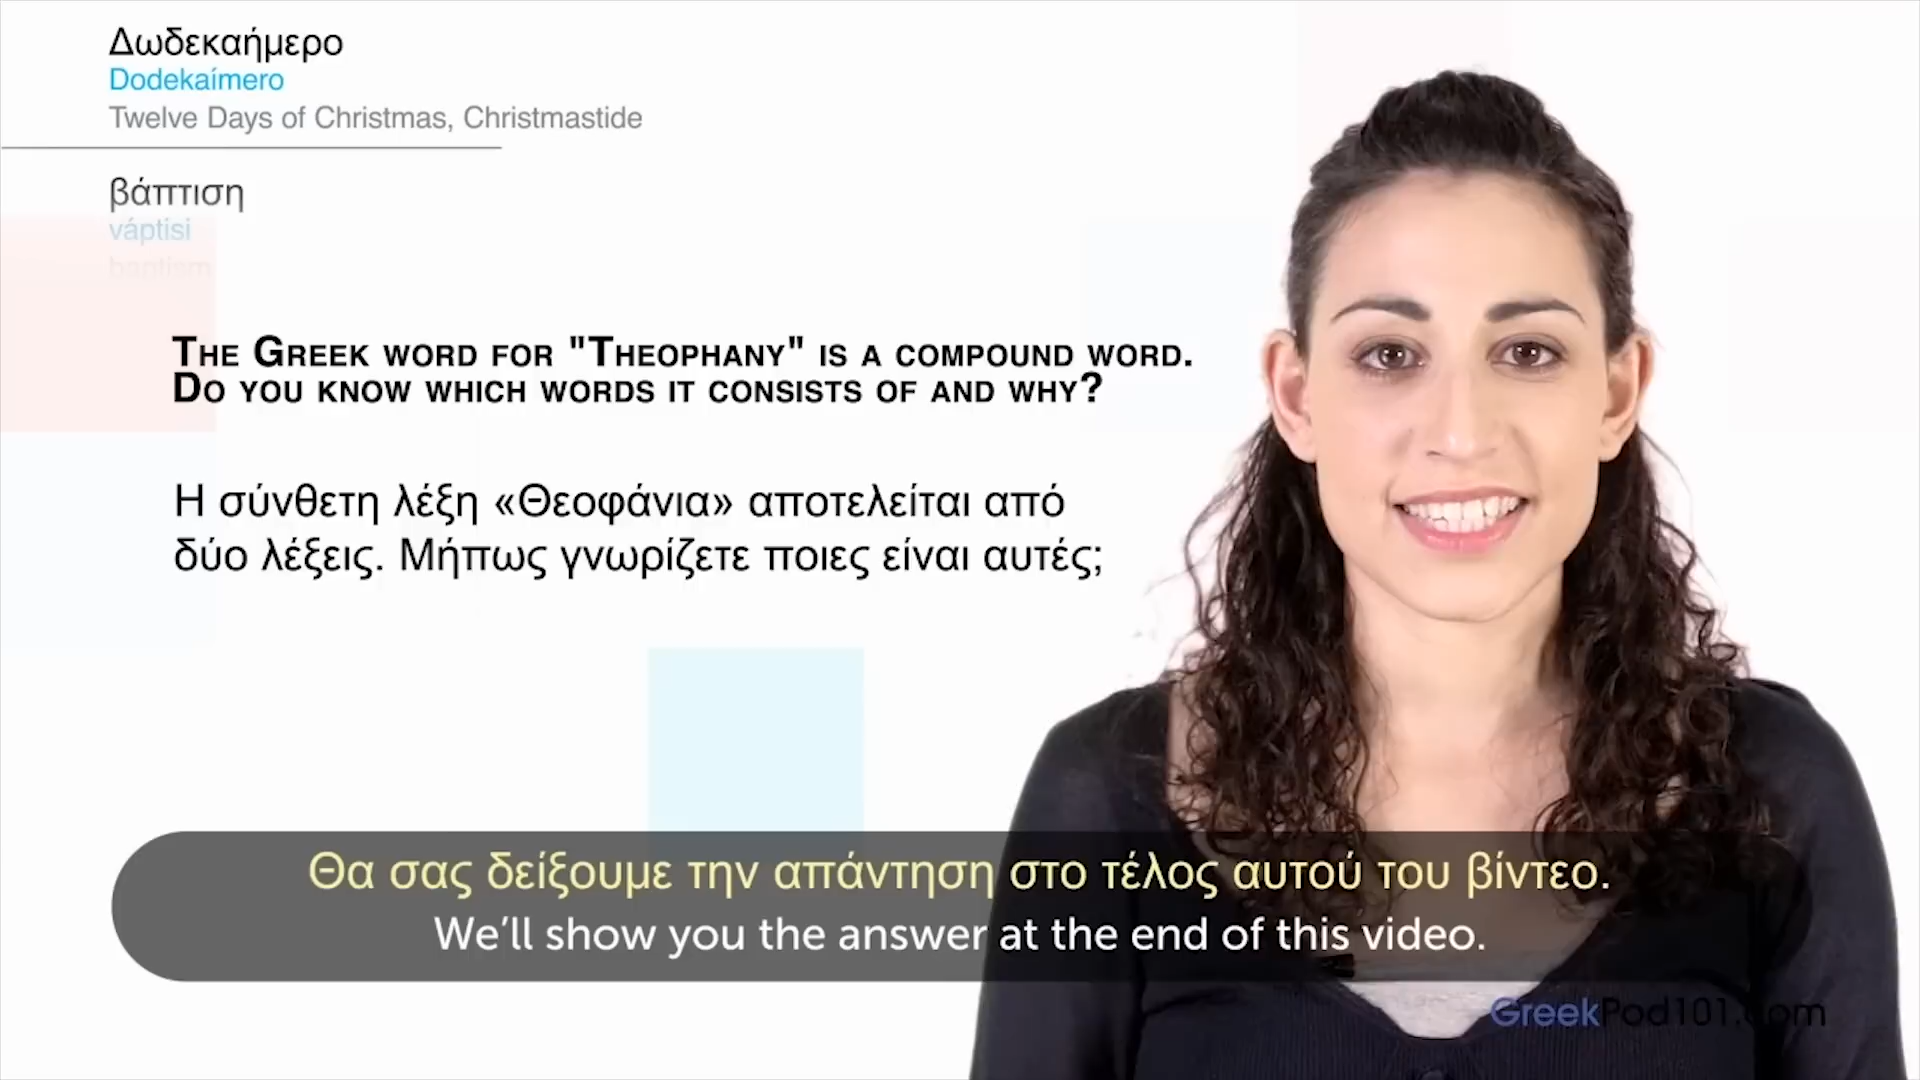 Δωδεκαήμερο
Dodekaímero
Twelve Days of Christmas, Christmastide
βάπτιση
váptisi
baptism
The Greek word for "Theophany" is a compound word.
Do you know which words it consists of and why?
Η σύνθετη λέξη «Θεοφάνια» αποτελείται από
δύο λέξεις. Μήπως γνωρίζετε ποιες είναι αυτές;
Θα σας δείξουμε την απάντηση στο τέλος αυτού του βίντεο.
We’ll show you the answer at the end of this video.
GreekPod101.com